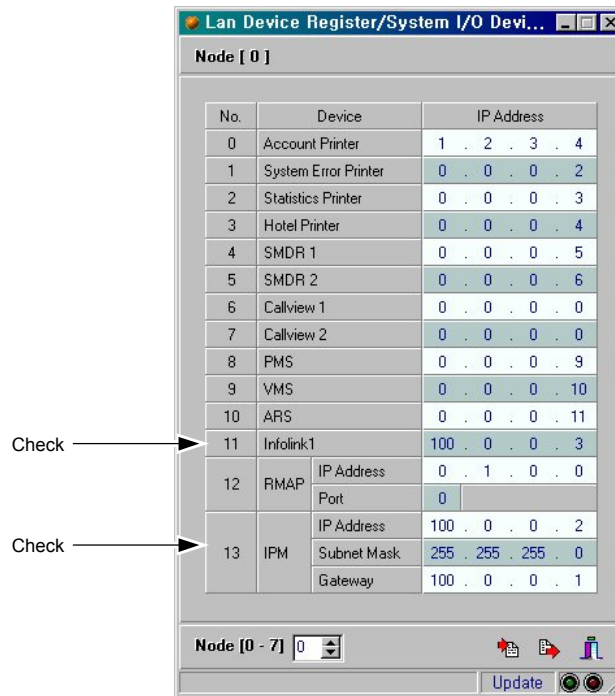 Lan Device Register/System I/O Devi...
Node [ 0 ]
No. Device IP Address
0 Account Printer 1 . 2 . 3 . 4
1 System Error Printer 0 . 0 . 0 . 2
2 Statistics Printer 0 . 0 . 0 . 3
3 Hotel Printer 0 . 0 . 0 . 4
4 SMDR 1 0 . 0 . 0 . 5
5 SMDR 2 0 . 0 . 0 . 6
6 Callview 1 0 . 0 . 0 . 0
7 Callview 2 0 . 0 . 0 . 0
8 PMS 0 . 0 . 0 . 9
9 VMS 0 . 0 . 0 . 10
10 ARS 0 . 0 . 0 . 11
Check 11 Infolink1 100 . 0 . 0 . 3
12 RMAP IP Address 0 . 1 . 0 . 0
Port 0
IP Address 100 . 0 . 0 . 2
Check 13 IPM Subnet Mask 255 . 255 . 255 . 0
Gateway 100 . 0 . 0 . 1
Node [0 - 7] 0
Update